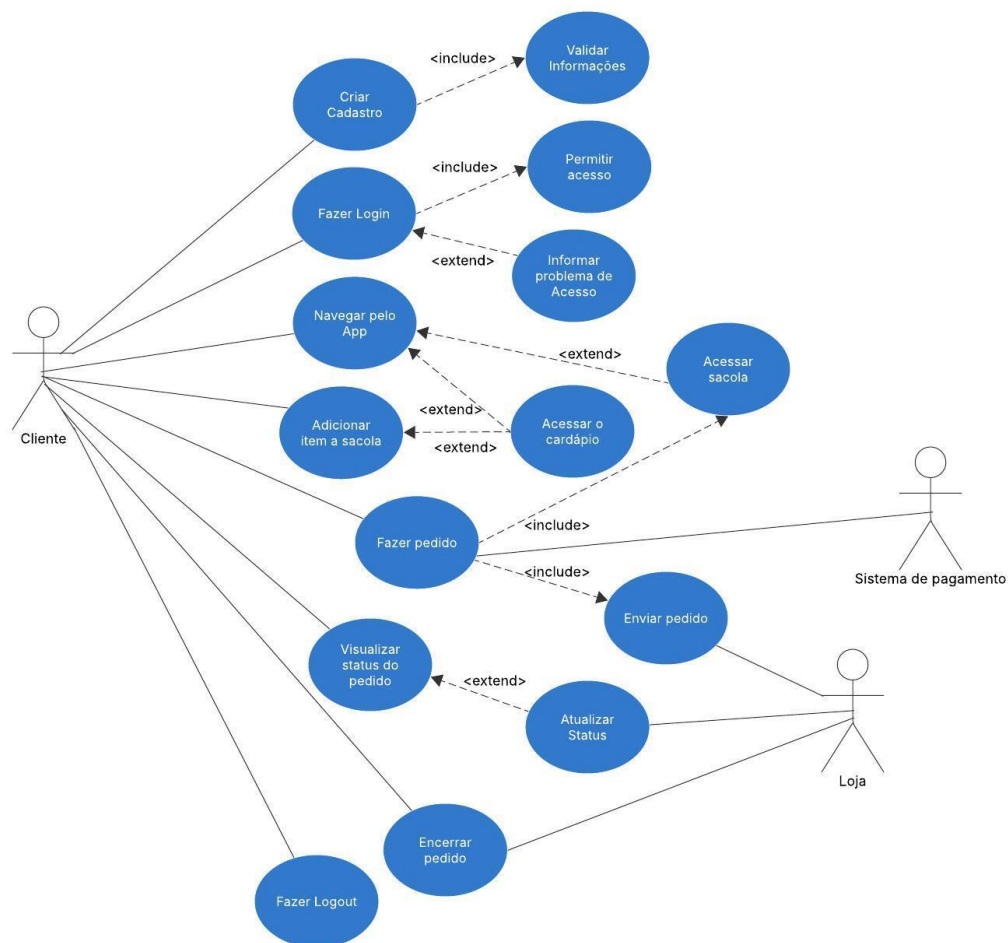 <include>
Validar
Informações
Criar
Cadastro
<include>
Permitir
acesso
Fazer Login
<extend>
Informar
problema de
Acesso
Navegar pelo
App
<extend>
Acessar
sacola
Cliente
Adicionar
item a sacola
<extend>
<extend>
Acessar o
cardápio
Fazer pedido
<include>
Sistema de pagamento
<include>
Enviar pedido
Visualizar
status do
pedido
<extend>
Atualizar
Status
Loja
Encerrar
pedido
Fazer Logout